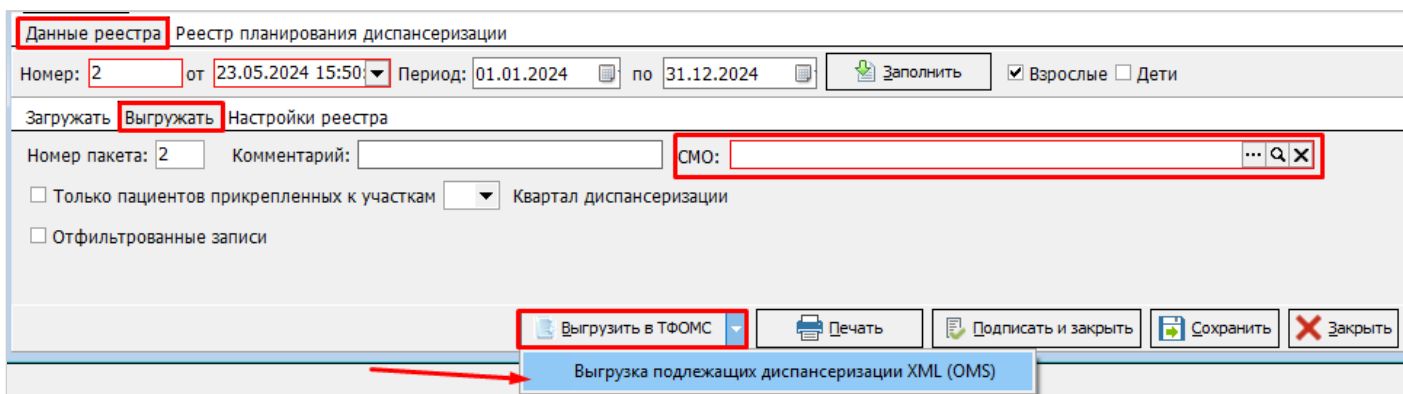 Данные реестра Реестр планирования диспансеризации
Номер: 2 от 23.05.2024 15:50: Период: 01.01.2024 по 31.12.2024 Заполнить Взрослые Дети
Загружать Выгружать Настройки реестра
Номер пакета: 2 Комментарий: СМО: ...
Только пациентов прикрепленных к участкам Квартал диспансеризации
Отфильтрованные записи
Выгрузить в ТФОМС Печать Подписать и закрыть Сохранить Закрыть
Выгрузка подлежащих диспансеризации XML (OMS)